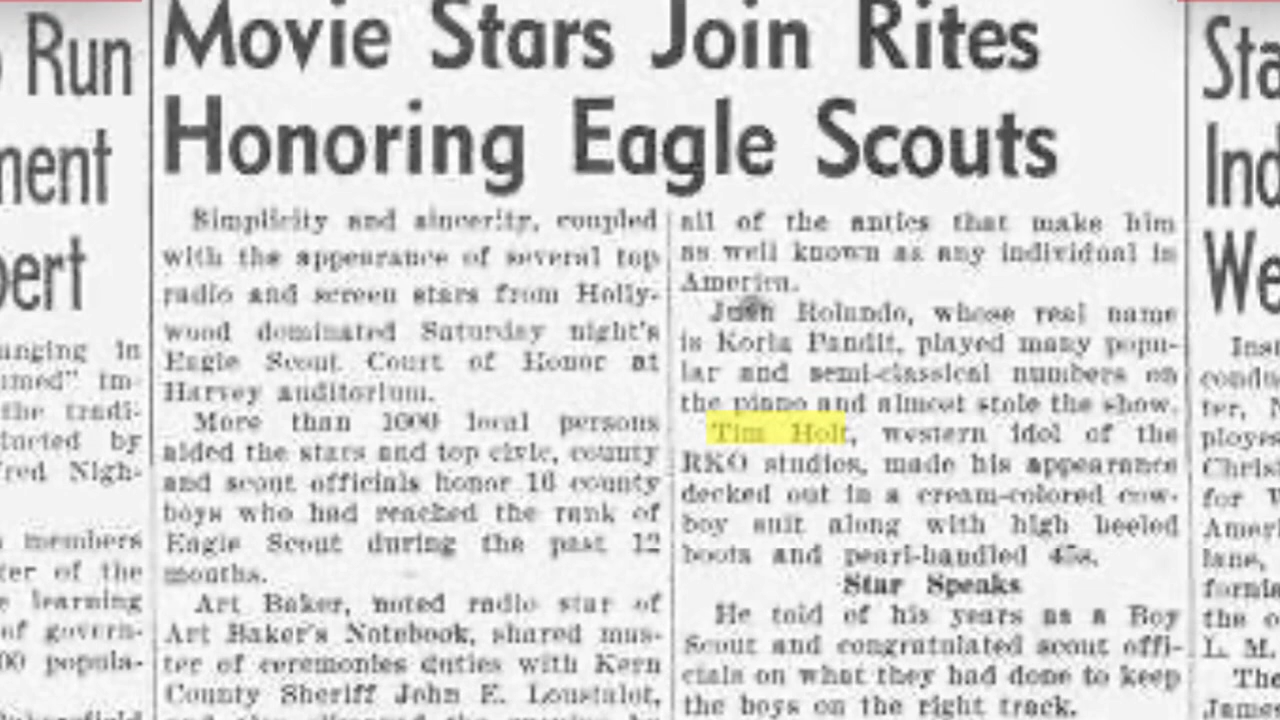 Run
ment
pert
anging in
umed" im-
the tradi-
ducted by
red Nigh-
members
ter of the
learning
of govern-
00 popula-
Movie Stars Join Rites
Honoring Eagle Scouts
Simplicity and sincerity, coupled
with the appearance of several top
radio and screen stars from Holly-
wood dominated Saturday night's
Eagle Scout Court of Honor at
Harvey auditorium.
More than 1000 local persons
aided the stars and top civic, county
and scout officials honor 16 county
boys who had reached the rank of
Eagle Scout during the past 12
months.
Art Baker, noted radio star of
Art Baker's Notebook, shared mas-
ter of ceremonies duties with Kern
County Sheriff John E. Loustalot,
all of the antics that make him
as well known as any individual in
America.
Juan Rolando, whose real name
is Korla Pandit, played many popu-
lar and semi-classical numbers on
the piano and almost stole the show.
Tim Holt, western idol of the
RKO studios, made his appearance
decked out in a cream-colored cow-
boy suit along with high heeled
boots and pearl-handled 45s.
Star Speaks
He told of his years as a Boy
Scout and congratulated scout offi-
cials on what they had done to keep
the boys on the right track.
Sta
Ind
We
Inst
condu
ter, N
ployes
Christ
for W
Ameri
lane,
fornia
the o
L. M.
The
James